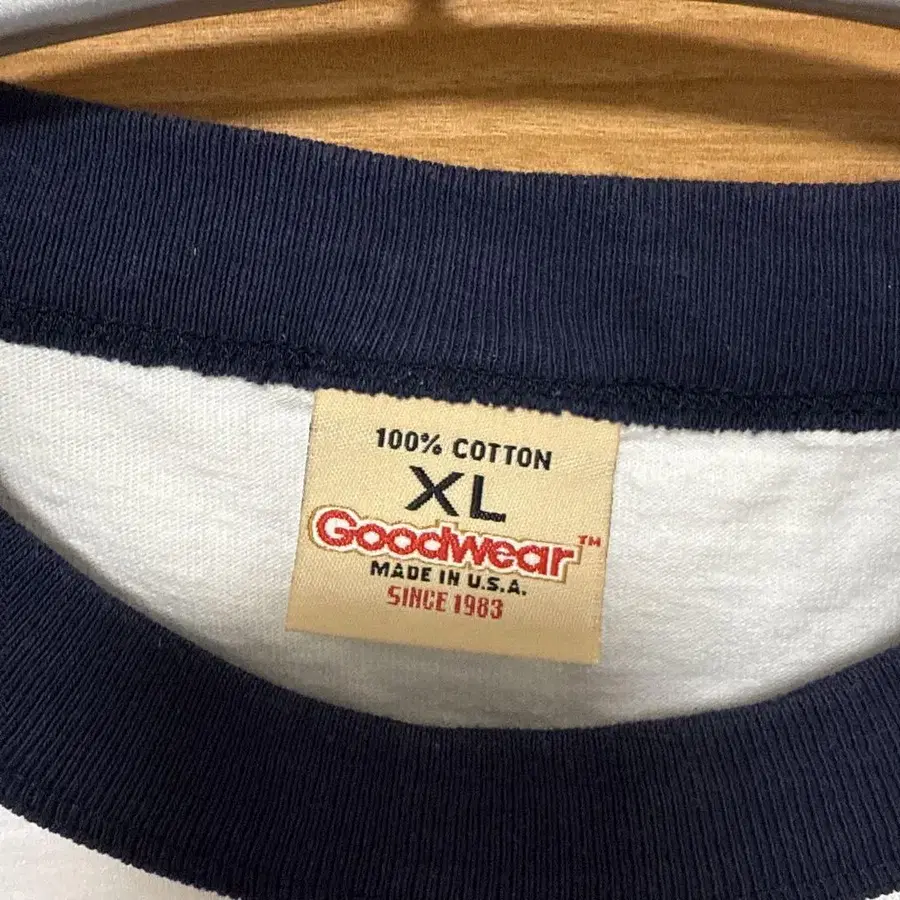 100% COTTON
XL
Goodwear™
MADE IN U.S.A.
SINCE 1983